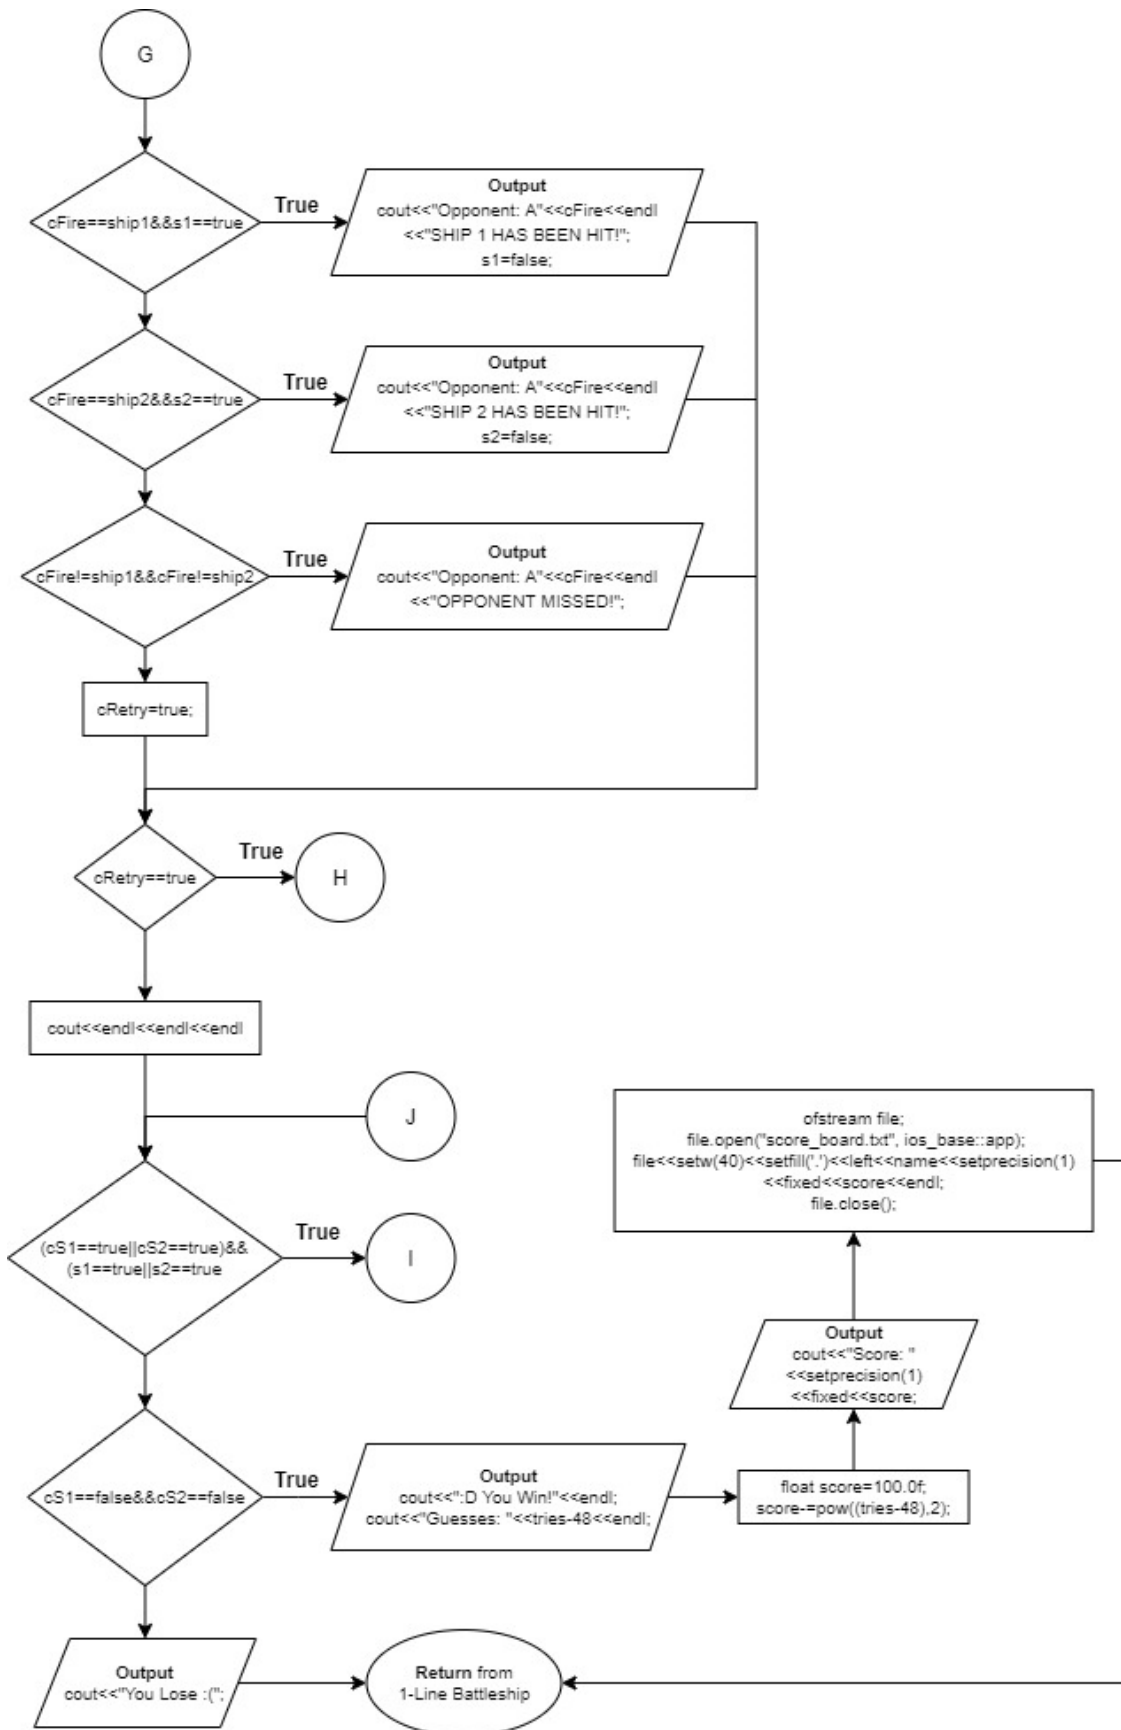 G
cFire==ship1&&s1==true
True
Output
cout<<"Opponent: A"<<cFire<<endl
<<"SHIP 1 HAS BEEN HIT!";
s1=false;
cFire==ship2&&s2==true
True
Output
cout<<"Opponent: A"<<cFire<<endl
<<"SHIP 2 HAS BEEN HIT!";
s2=false;
cFire!=ship1&&cFire!=ship2
True
Output
cout<<"Opponent: A"<<cFire<<endl
<<"OPPONENT MISSED!";
cRetry=true;
cRetry==true
True
H
cout<<endl<<endl<<endl
J
(cS1==true||cS2==true)&&
(s1==true||s2==true
True
I
ofstream file;
file.open("score_board.txt", ios_base::app);
file<<setw(40)<<setfill('.')<<left<<name<<setprecision(1)
<<fixed<<score<<endl;
file.close();
Output
cout<<"Score: "
<<setprecision(1)
<<fixed<<score;
cS1==false&&cS2==false
True
Output
cout<<":D You Win!"<<endl;
cout<<"Guesses: "<<tries-48<<endl;
float score=100.0f;
score-=pow((tries-48),2);
Output
cout<<"You Lose :(";
Return from
1-Line Battleship